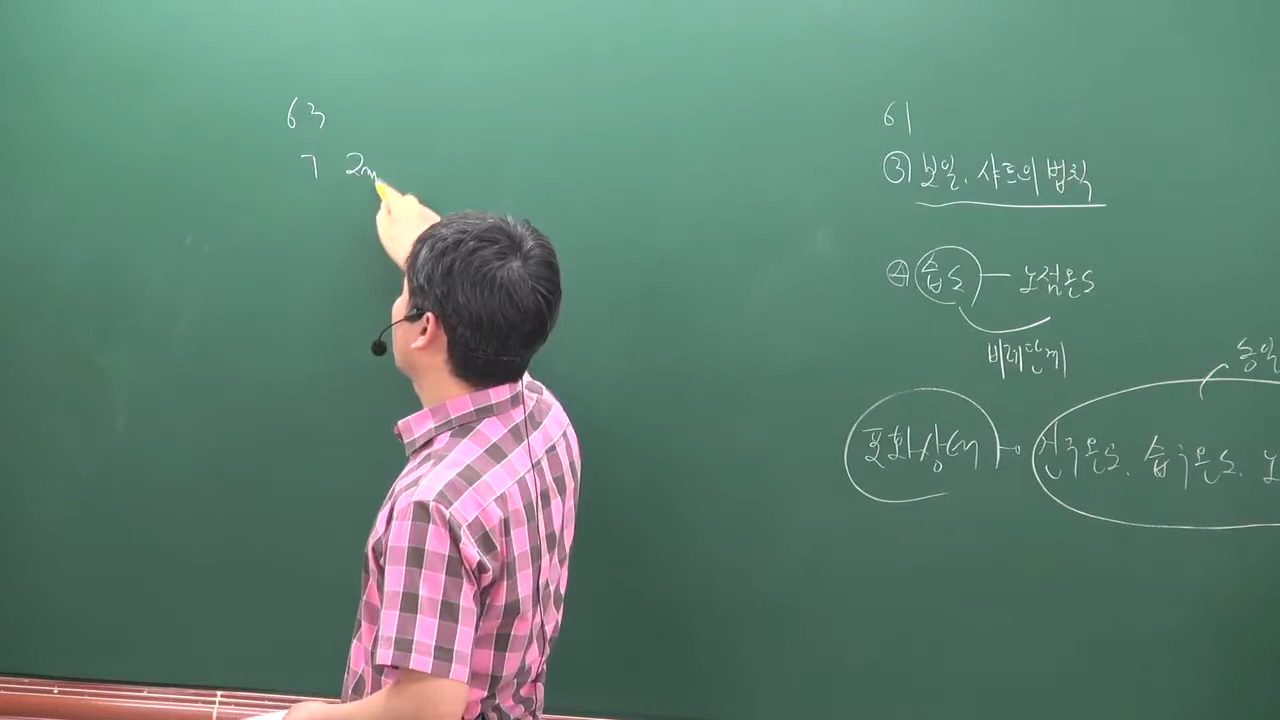 63
7 2m
61
③ 보일. 샤르의 법칙
④ 습도 — 노점온도
비례관계
동일
포화상태 건구온도. 습구온도. 노